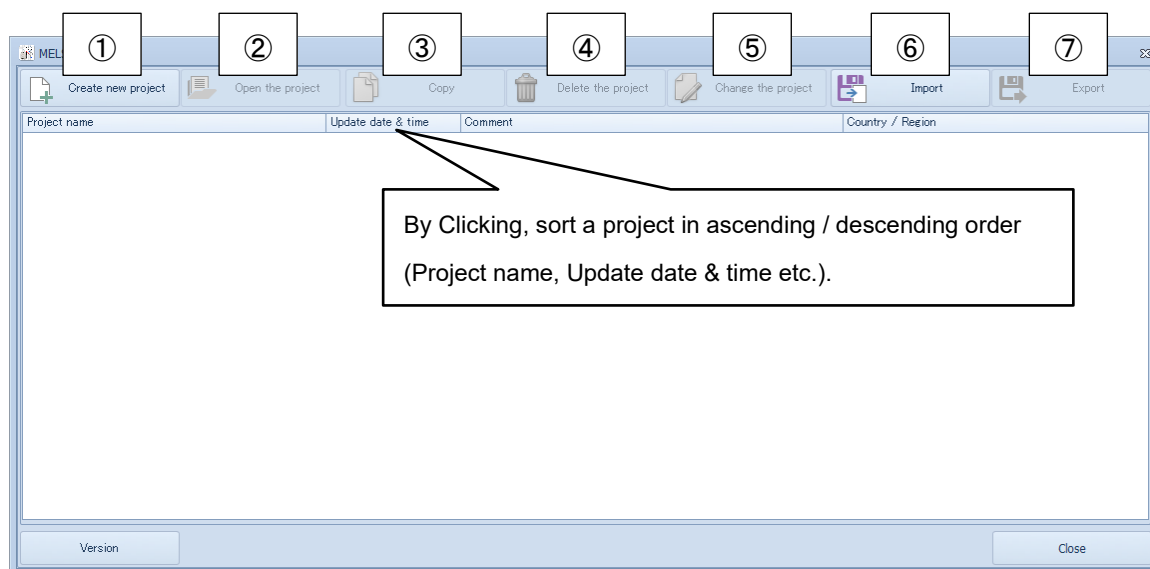 ① ② ③ ④ ⑤ ⑥ ⑦
MEL
Create new project Open the project Copy Delete the project Change the project Import Export
Project name Update date & time Comment Country / Region
By Clicking, sort a project in ascending / descending order
(Project name, Update date & time etc.).
Version Close